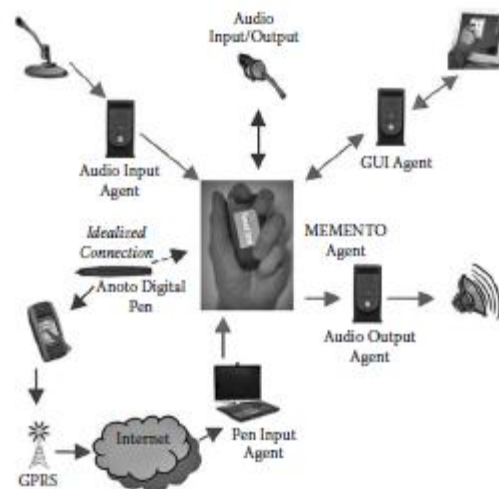 Audio
Input/Output
GUI Agent
Audio Input
Agent
Idealised
Connection
MEMENTO
Agent
Anoto Digital
Pen
Audio Output
Agent
Internet
Pen Input
Agent
GPRS